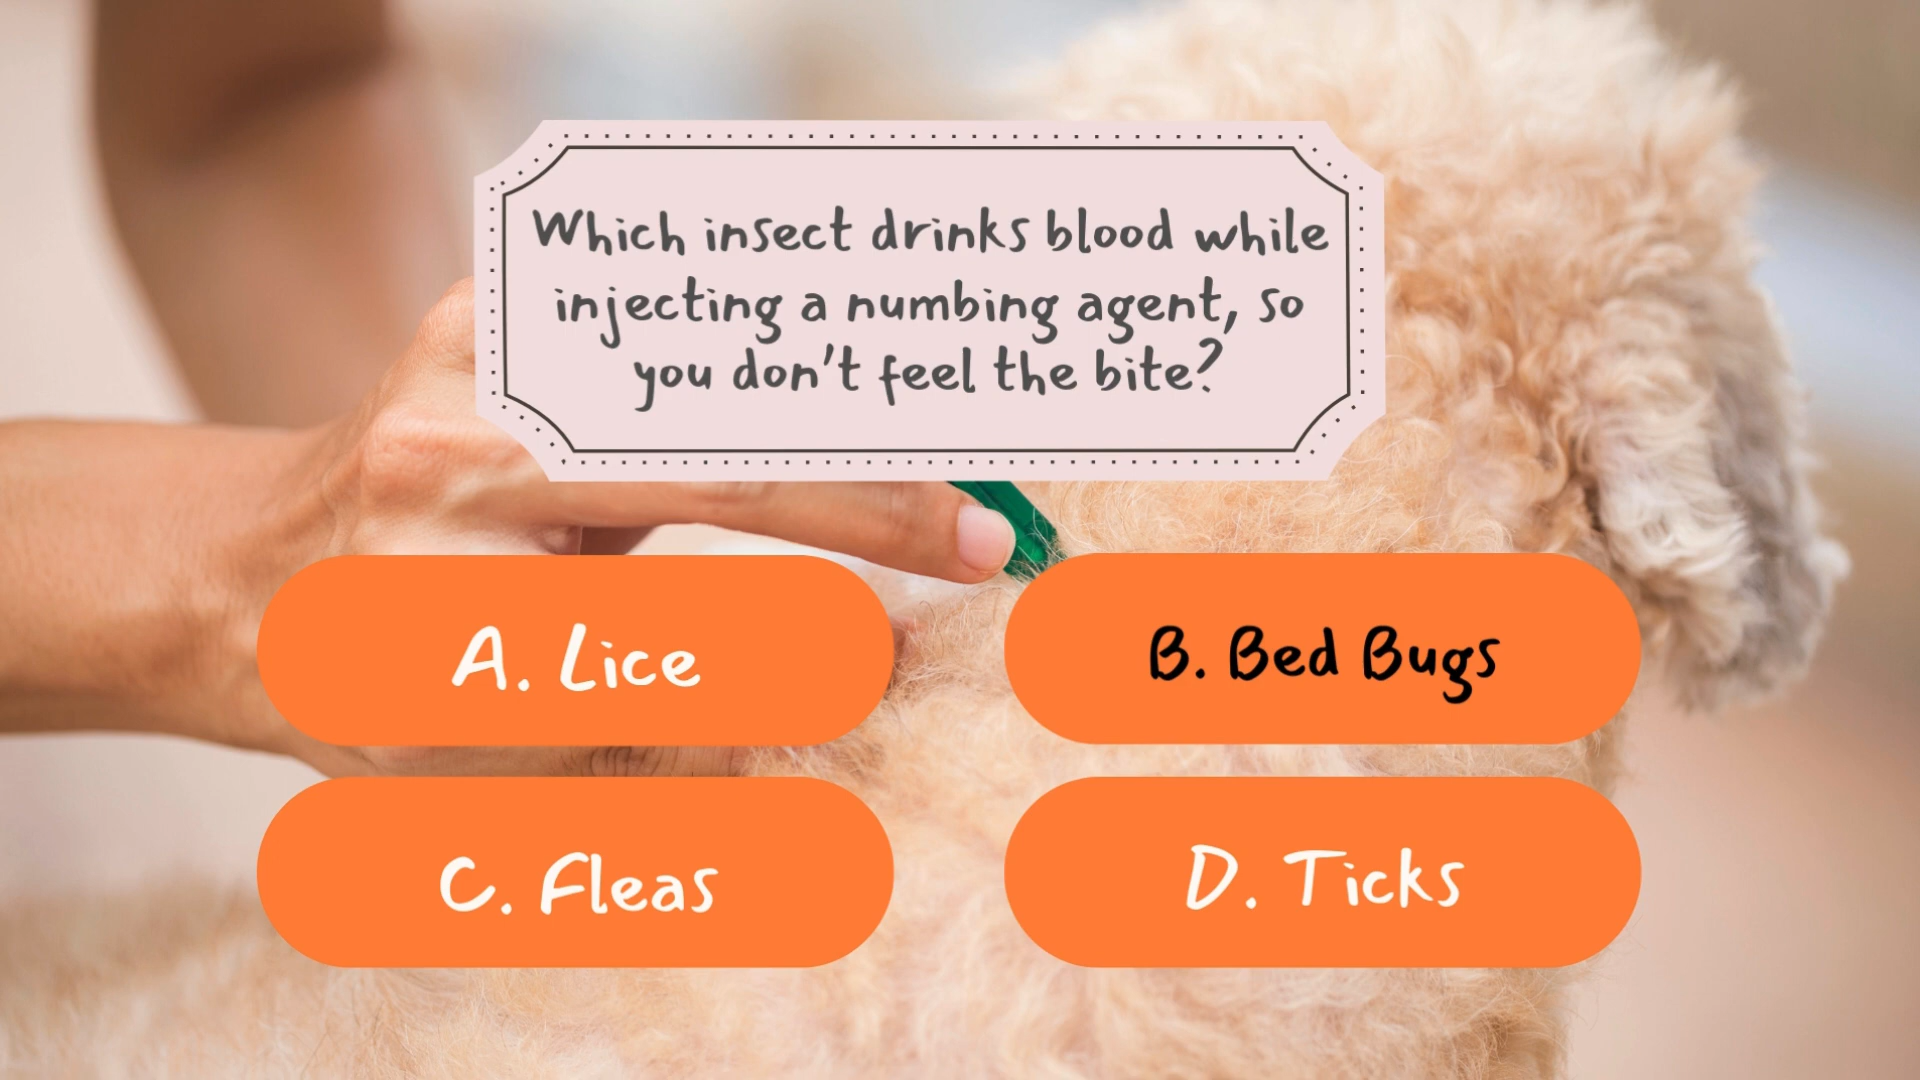 Which insect drinks blood while
injecting a numbing agent, so
you don't feel the bite?
A. Lice
B. Bed Bugs
C. Fleas
D. Ticks